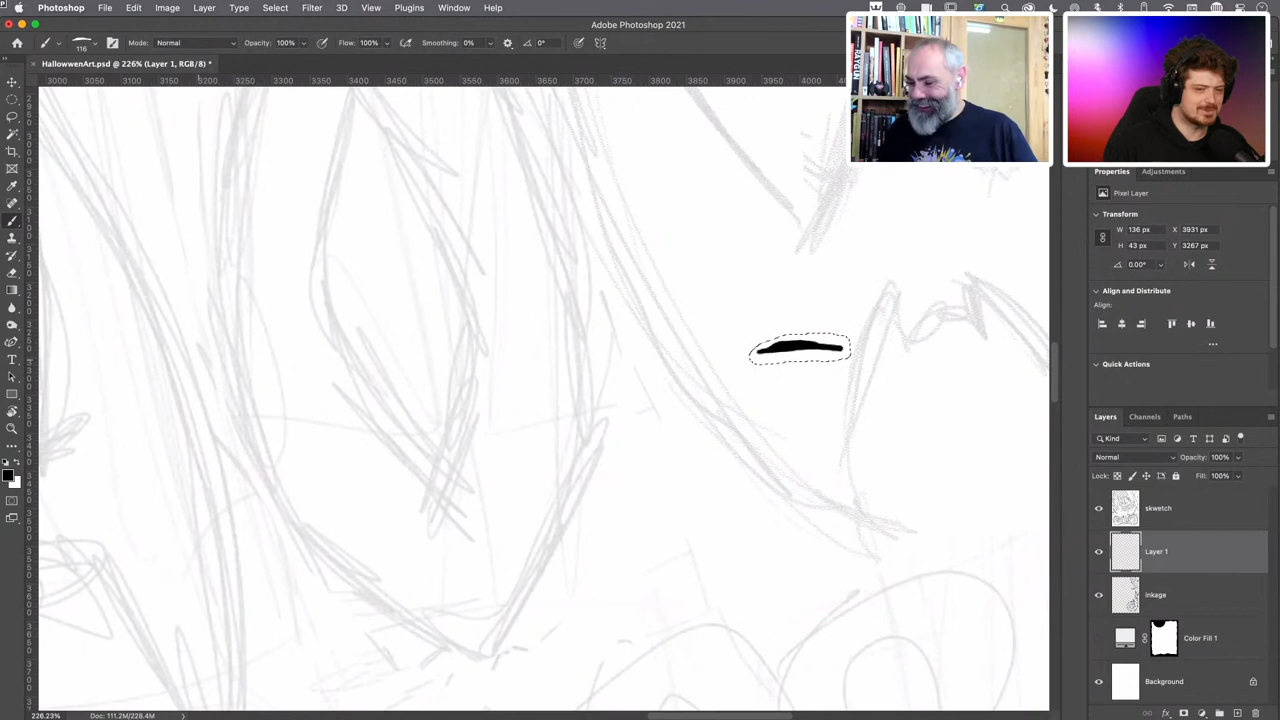 Photoshop File Edit Image Layer Type Select Filter 3D View Plugins Window Help
Adobe Photoshop 2021
116 Mode: Normal Opacity: 100% Flow: 100% Smoothing: 0% 0°
HallowwenArt.psd @ 226% (Layer 1, RGB/8) *
3000 3050 3100 3150 3200 3250 3300 3350 3400 3450 3500 3550 3600 3650 3700 3750 3800 3850 3900 3950 4000
RAYGUN
Properties Adjustments
Pixel Layer
Transform
W 136 px X 3931 px
H 43 px Y 3267 px
0.00°
Align and Distribute
Align:
Quick Actions
Layers Channels Paths
Kind
Normal Opacity: 100%
Lock: Fill: 100%
skwetch
Layer 1
inkage
Color Fill 1
Background
226.23% Doc: 111.2M/228.4M